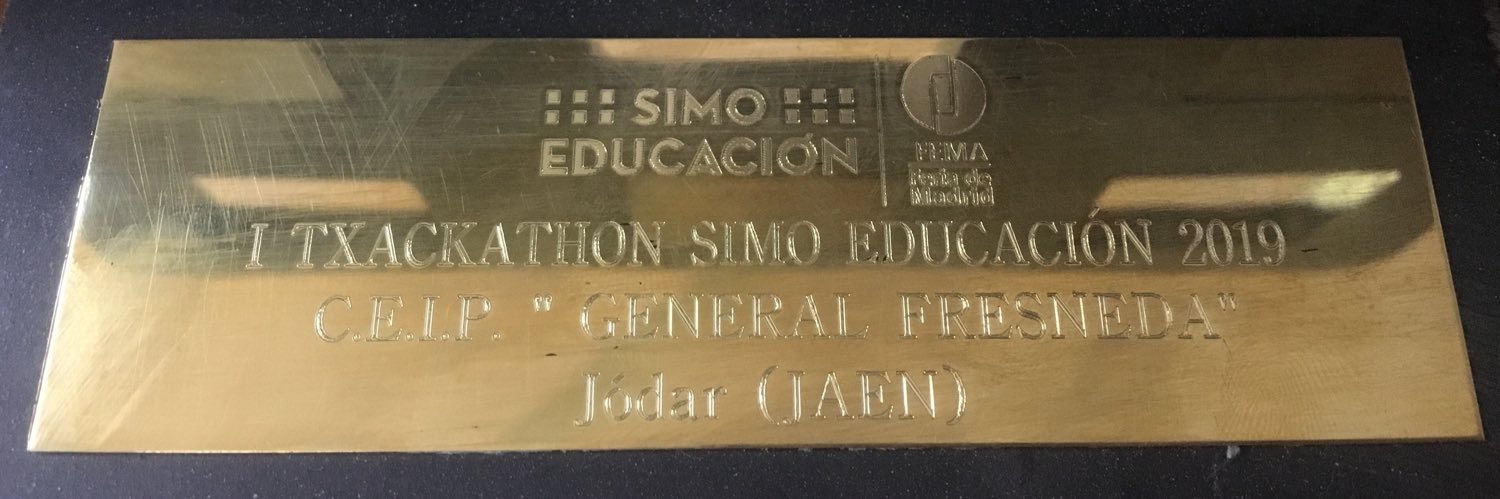 SIMO
EDUCACIÓN
IFEMA
Feria de
Madrid
I TXACKATHON SIMO EDUCACIÓN 2019
C.E.I.P. " GENERAL FRESNEDA"
Jódar (JAEN)